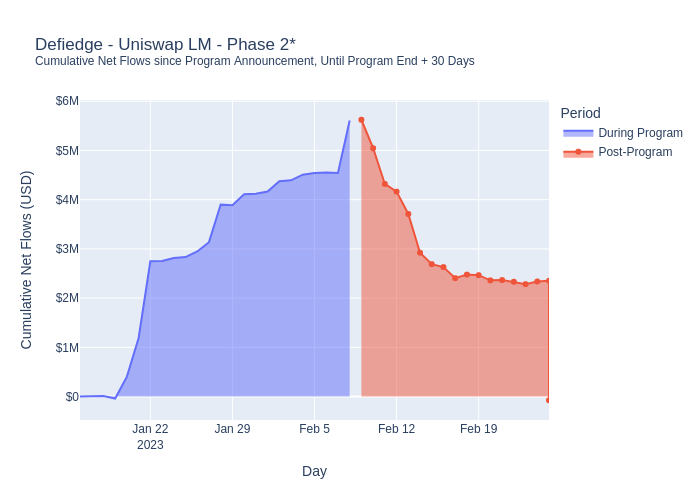 Defiedge - Uniswap LM - Phase 2*
Cumulative Net Flows since Program Announcement, Until Program End + 30 Days
Period
During Program
Post-Program
$6M
$5M
$4M
$3M
$2M
$1M
$0
Cumulative Net Flows (USD)
Jan 22
2023
Jan 29
Feb 5
Feb 12
Feb 19
Day